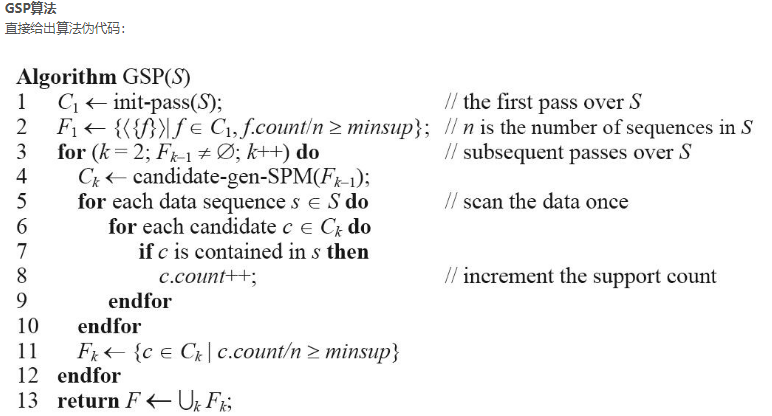 GSP算法
直接给出算法伪代码：
Algorithm GSP(S)
1 C₁ ← init-pass(S); // the first pass over S
2 F₁ ← {⟨{f}⟩| f ∈ C₁, f.count/n ≥ minsup}; // n is the number of sequences in S
3 for (k = 2; Fₖ₋₁ ≠ ∅; k++) do // subsequent passes over S
4 Cₖ ← candidate-gen-SPM(Fₖ₋₁);
5 for each data sequence s ∈ S do // scan the data once
6 for each candidate c ∈ Cₖ do
7 if c is contained in s then
8 c.count++; // increment the support count
9 endfor
10 endfor
11 Fₖ ← {c ∈ Cₖ | c.count/n ≥ minsup}
12 endfor
13 return F ← ⋃ₖ Fₖ;